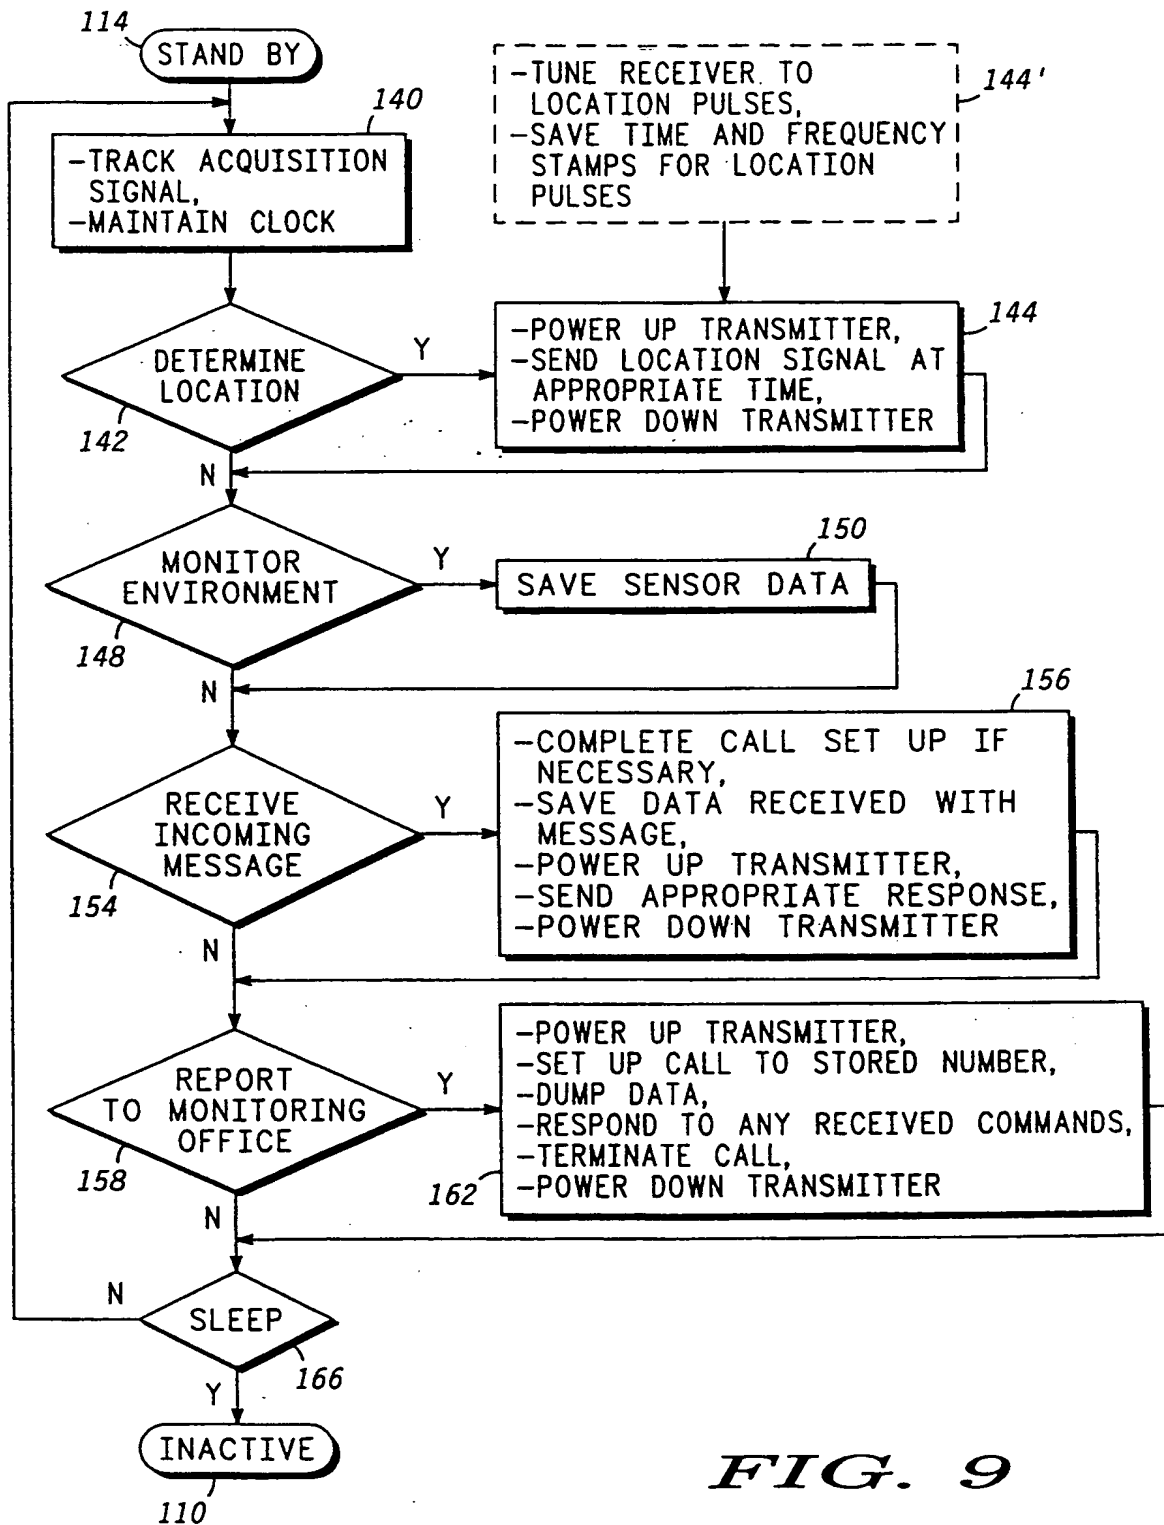 114
STAND BY
140
-TRACK ACQUISITION
SIGNAL,
-MAINTAIN CLOCK
144'
-TUNE RECEIVER TO
LOCATION PULSES,
-SAVE TIME AND FREQUENCY
STAMPS FOR LOCATION
PULSES
DETERMINE
LOCATION
142
Y
N
144
-POWER UP TRANSMITTER,
-SEND LOCATION SIGNAL AT
APPROPRIATE TIME,
-POWER DOWN TRANSMITTER
MONITOR
ENVIRONMENT
148
Y
N
150
SAVE SENSOR DATA
RECEIVE
INCOMING
MESSAGE
154
Y
N
156
-COMPLETE CALL SET UP IF
NECESSARY,
-SAVE DATA RECEIVED WITH
MESSAGE,
-POWER UP TRANSMITTER,
-SEND APPROPRIATE RESPONSE,
-POWER DOWN TRANSMITTER
REPORT
TO MONITORING
OFFICE
158
Y
N
162
-POWER UP TRANSMITTER,
-SET UP CALL TO STORED NUMBER,
-DUMP DATA,
-RESPOND TO ANY RECEIVED COMMANDS,
-TERMINATE CALL,
-POWER DOWN TRANSMITTER
N
SLEEP
166
Y
INACTIVE
110
FIG. 9